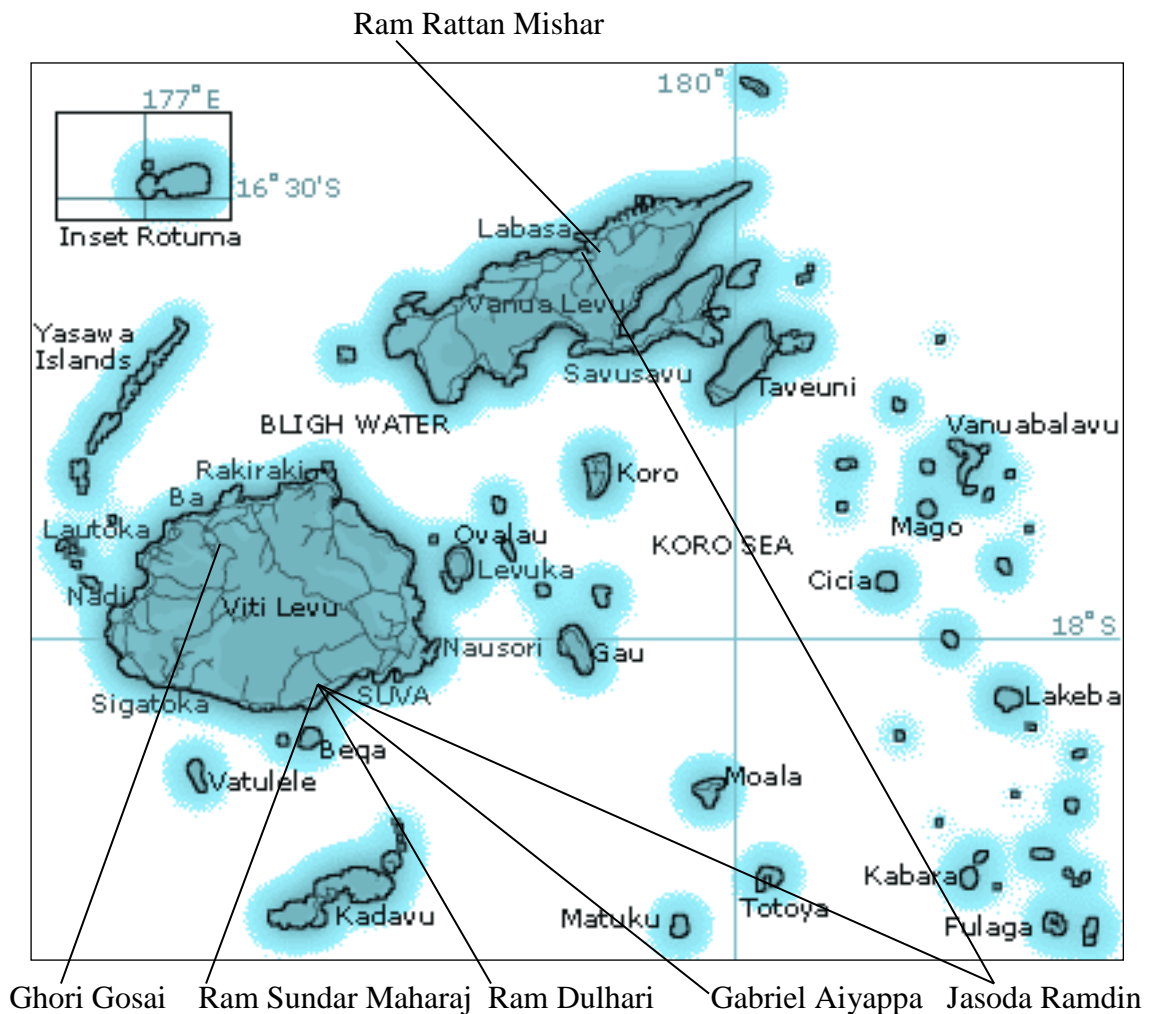 Ram Rattan Mishar
180°
177°E
16°30'S
Inset Rotuma
Labasa
Vanua Levu
Yasawa
Islands
Savusavu
Taveuni
BLIGH WATER
Vanuabalavu
Rakiraki
Koro
Ba
Lautoka
Mago
Ovalau
KORO SEA
Levuka
Cicia
Nadi
Viti Levu
18°S
Nausori
Gau
Sigatoka
SUVA
Lakeba
Beqa
Vatulele
Moala
Kabara
Kadavu
Totoya
Matuku
Fulaga
Ghori Gosai
Ram Sundar Maharaj
Ram Dulhari
Gabriel Aiyappa
Jasoda Ramdin